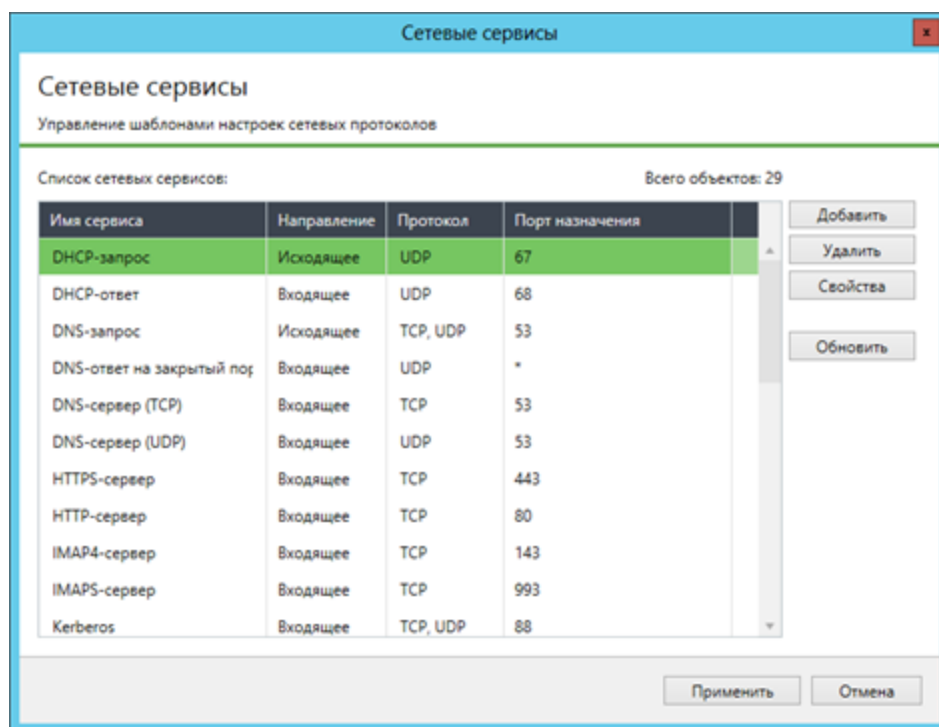 Сетевые сервисы
x
Сетевые сервисы
Управление шаблонами настроек сетевых протоколов
Список сетевых сервисов: Всего объектов: 29
Имя сервиса Направление Протокол Порт назначения
DHCP-запрос Исходящее UDP 67
DHCP-ответ Входящее UDP 68
DNS-запрос Исходящее TCP, UDP 53
DNS-ответ на закрытый пор Входящее UDP *
DNS-сервер (TCP) Входящее TCP 53
DNS-сервер (UDP) Входящее UDP 53
HTTPS-сервер Входящее TCP 443
HTTP-сервер Входящее TCP 80
IMAP4-сервер Входящее TCP 143
IMAPS-сервер Входящее TCP 993
Kerberos Входящее TCP, UDP 88
Добавить
Удалить
Свойства
Обновить
Применить Отмена